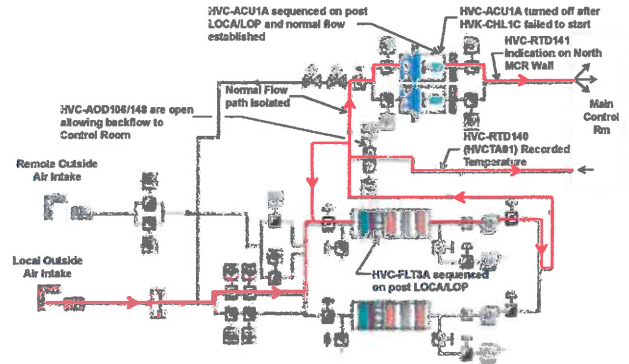 HVC-ACU1A sequenced on post
LOCA/LOP and normal flow
established
HVC-ACU1A turned off after
HVK-CHL1C failed to start
HVC-RTD141
Indication on North
MCR Wall
Normal Flow
path Isolated
HVC-AOD106/148 are open
allowing backflow to
Control Room
Main
Control
Rm
HVC-RTD140
(HVCTA91) Recorded
Temperature
Remote Outside
Air Intake
Local Outside
Air Intake
HVC-FLT3A sequenced
on post LOCA/LOP